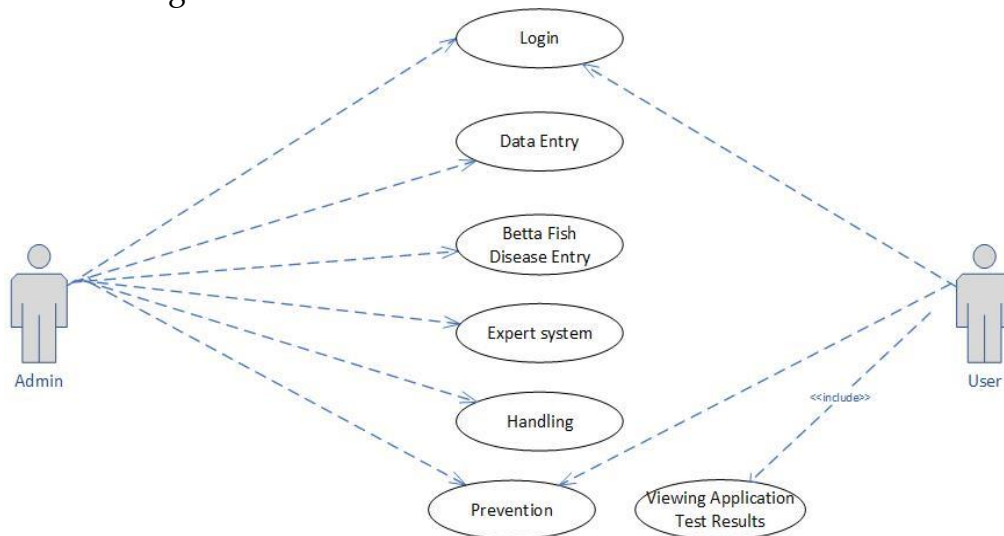 Login
Data Entry
Betta Fish
Disease Entry
Expert system
Admin
User
<<include>>
Handling
Prevention
Viewing Application
Test Results